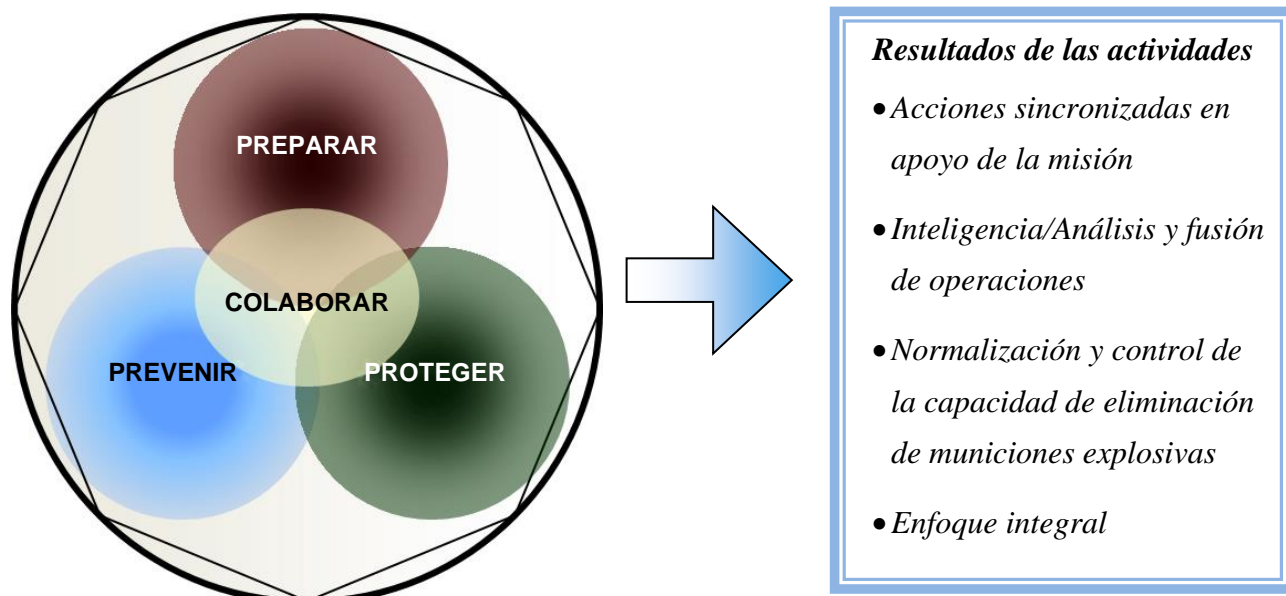 PREPARAR
COLABORAR
PREVENIR
PROTEGER
Resultados de las actividades
• Acciones sincronizadas en
apoyo de la misión
• Inteligencia/Análisis y fusión
de operaciones
• Normalización y control de
la capacidad de eliminación
de municiones explosivas
• Enfoque integral